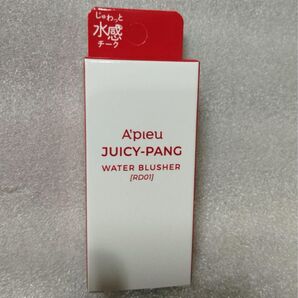 じゅわっと
水感
チーク
A'PIEU
JUICY-PANG
WATER BLUSHER
[RD01]